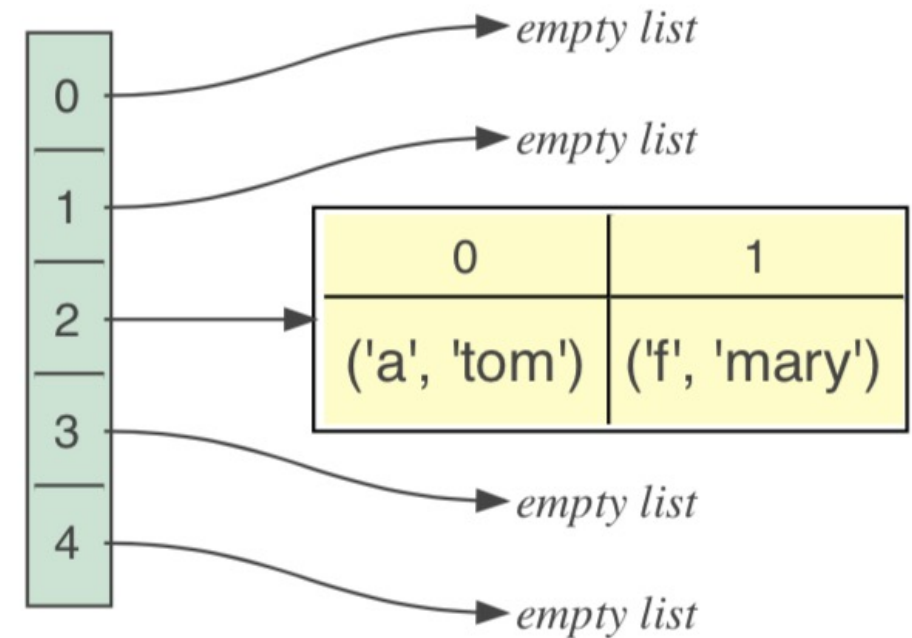 0
empty list
1
empty list
2
0 1
('a', 'tom') ('f', 'mary')
3
empty list
4
empty list